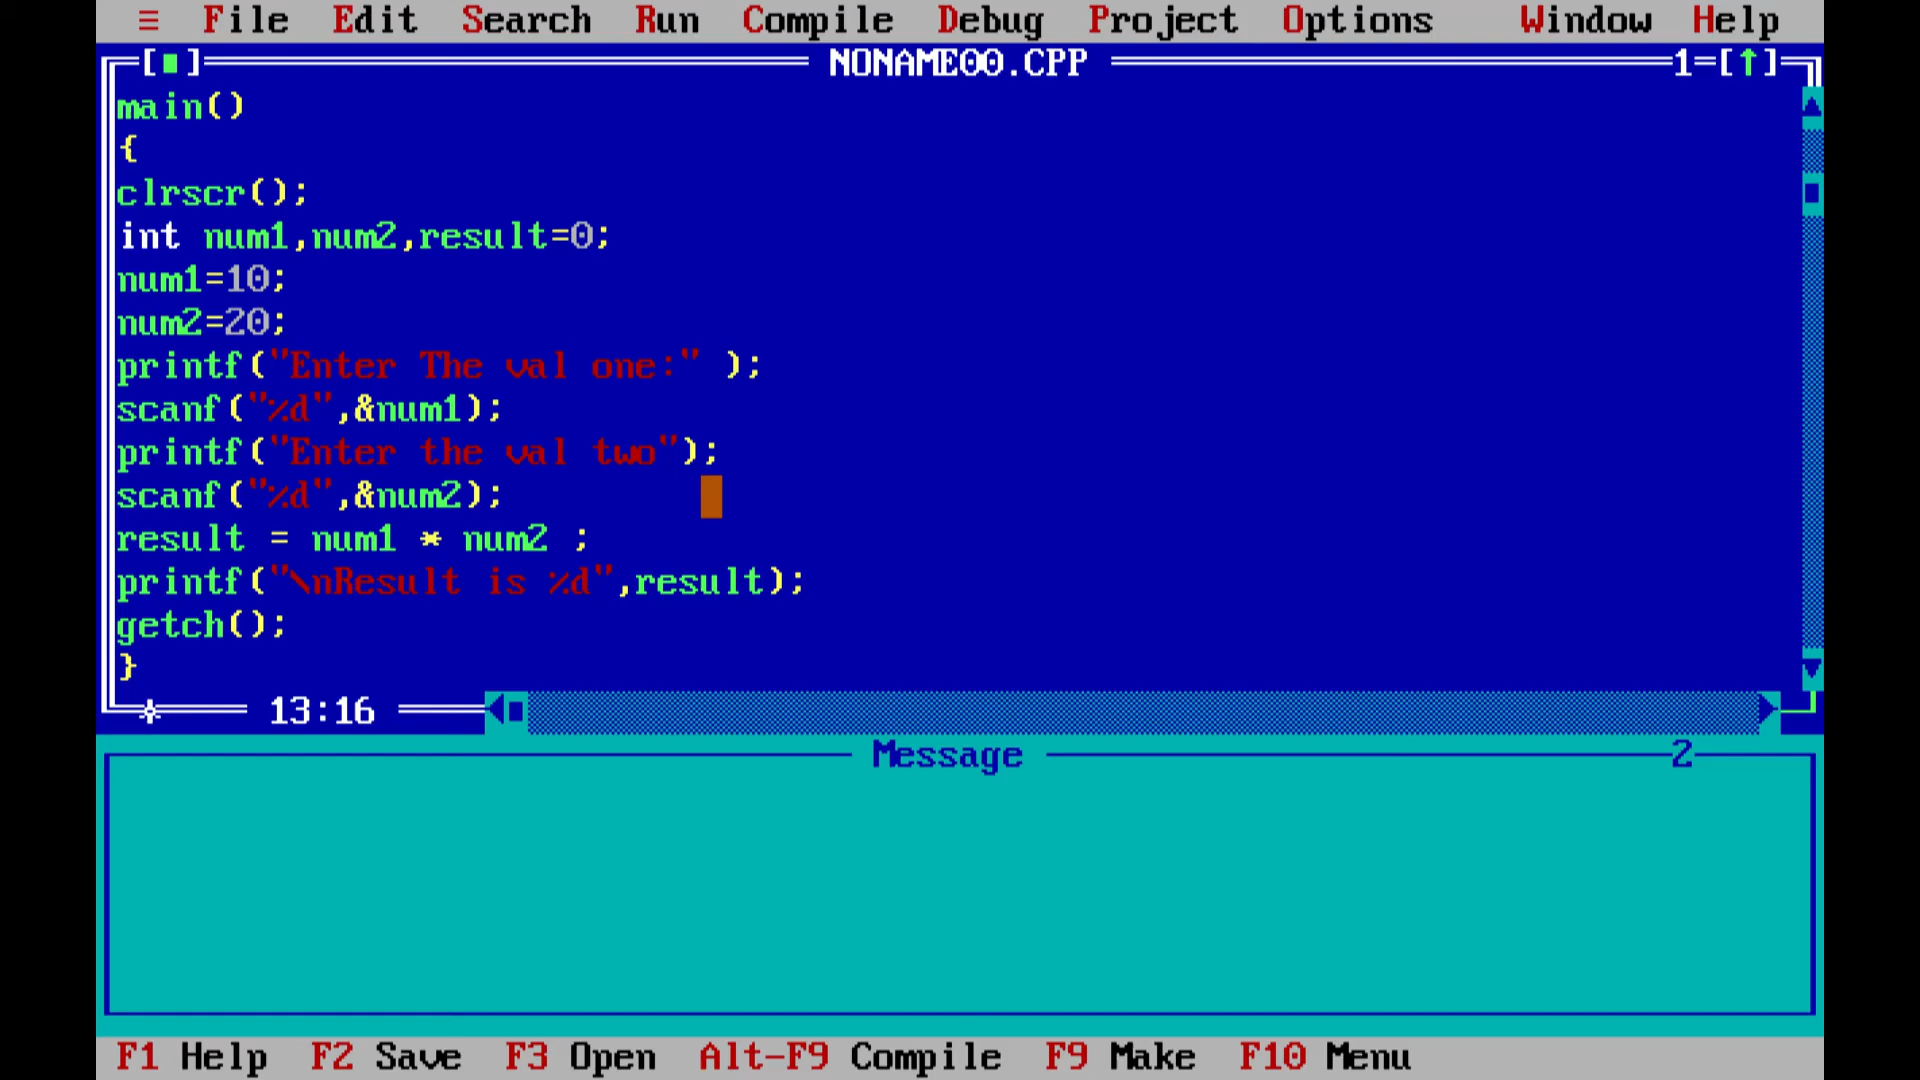 ≡ File Edit Search Run Compile Debug Project Options Window Help
[■] NONAME00.CPP 1=[↑]
main()
{
clrscr();
int num1,num2,result=0;
num1=10;
num2=20;
printf("Enter The val one:" );
scanf("%d",&num1);
printf("Enter the val two");
scanf("%d",&num2);
result = num1 * num2 ;
printf("\nResult is %d",result);
getch();
}
13:16
Message 2
F1 Help F2 Save F3 Open Alt-F9 Compile F9 Make F10 Menu